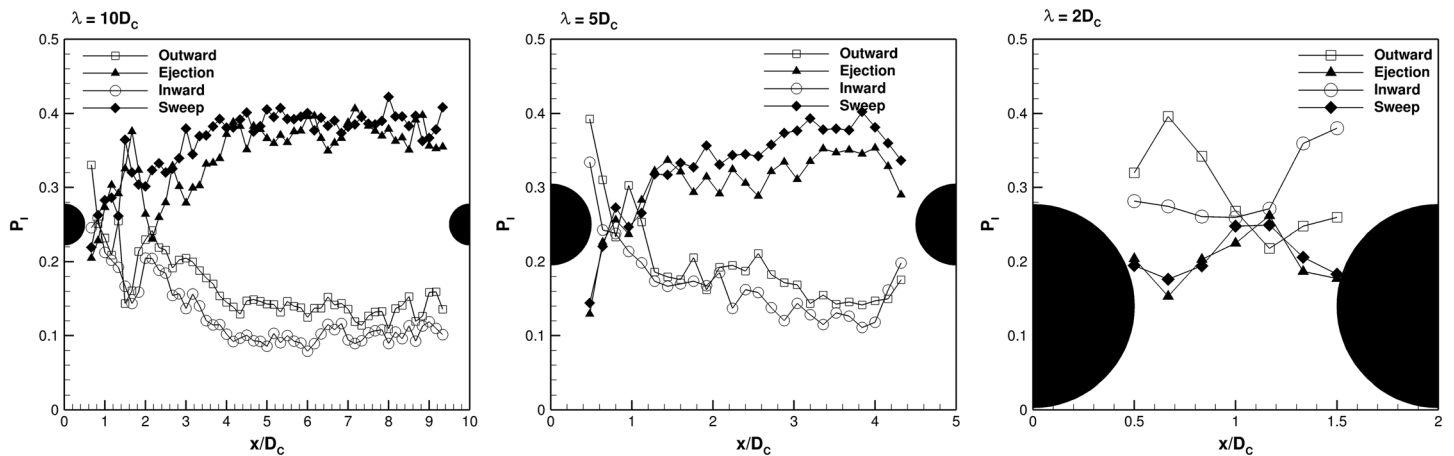 λ = 10D_C
0.5
0.4
0.3
0.2
0.1
0
P_I
Outward
Ejection
Inward
Sweep
0 1 2 3 4 5 6 7 8 9 10
x/D_C
λ = 5D_C
0.5
0.4
0.3
0.2
0.1
0
P_I
Outward
Ejection
Inward
Sweep
0 1 2 3 4 5
x/D_C
λ = 2D_C
0.5
0.4
0.3
0.2
0.1
0
P_I
Outward
Ejection
Inward
Sweep
0 0.5 1 1.5 2
x/D_C